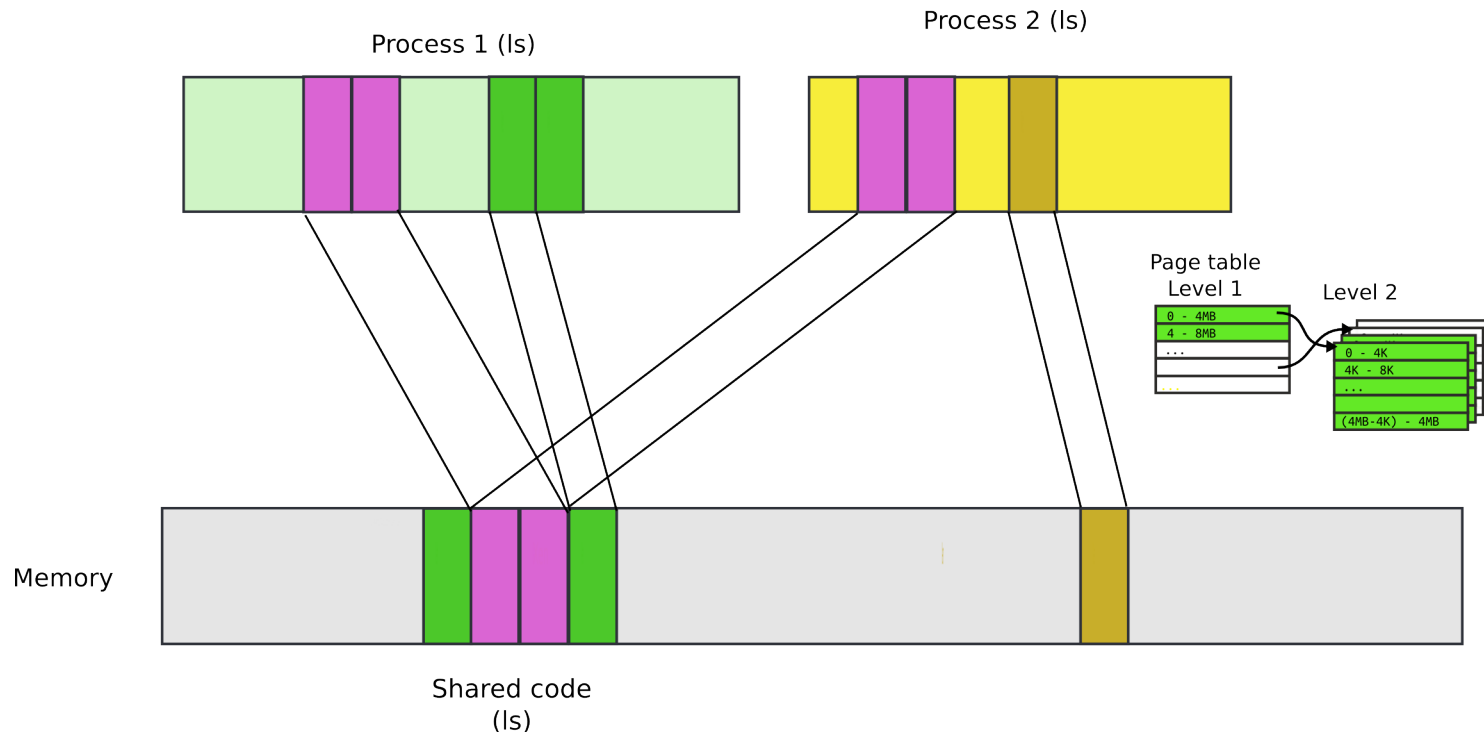 Process 1 (ls)
Process 2 (ls)
Page table
Level 1
Level 2
0 - 4MB
4 - 8MB
...
...
0 - 4K
4K - 8K
...
(4MB-4K) - 4MB
Memory
Shared code
(ls)